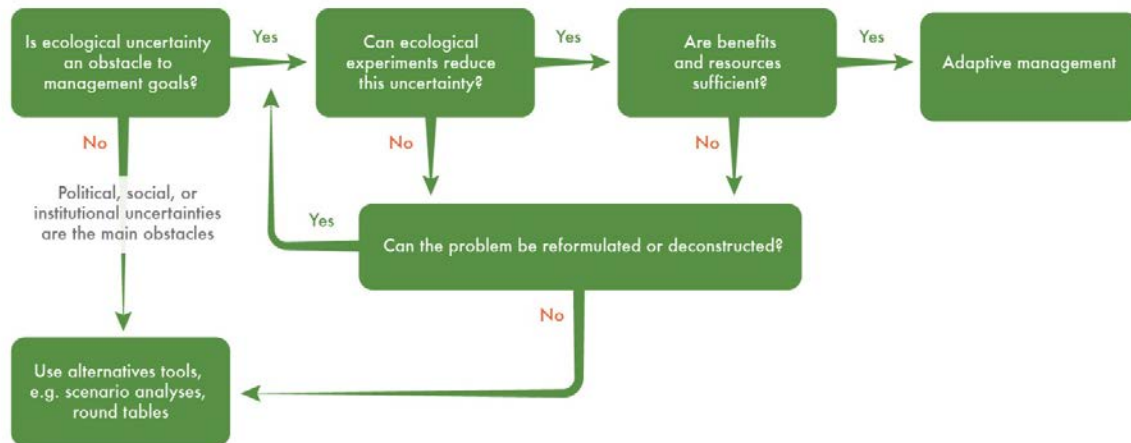 Is ecological uncertainty
an obstacle to
management goals?
Yes
Can ecological
experiments reduce
this uncertainty?
Yes
Are benefits
and resources
sufficient?
Yes
Adaptive management
No
No
No
Political, social, or
institutional uncertainties
are the main obstacles
Yes
Can the problem be reformulated or deconstructed?
No
Use alternatives tools,
e.g. scenario analyses,
round tables